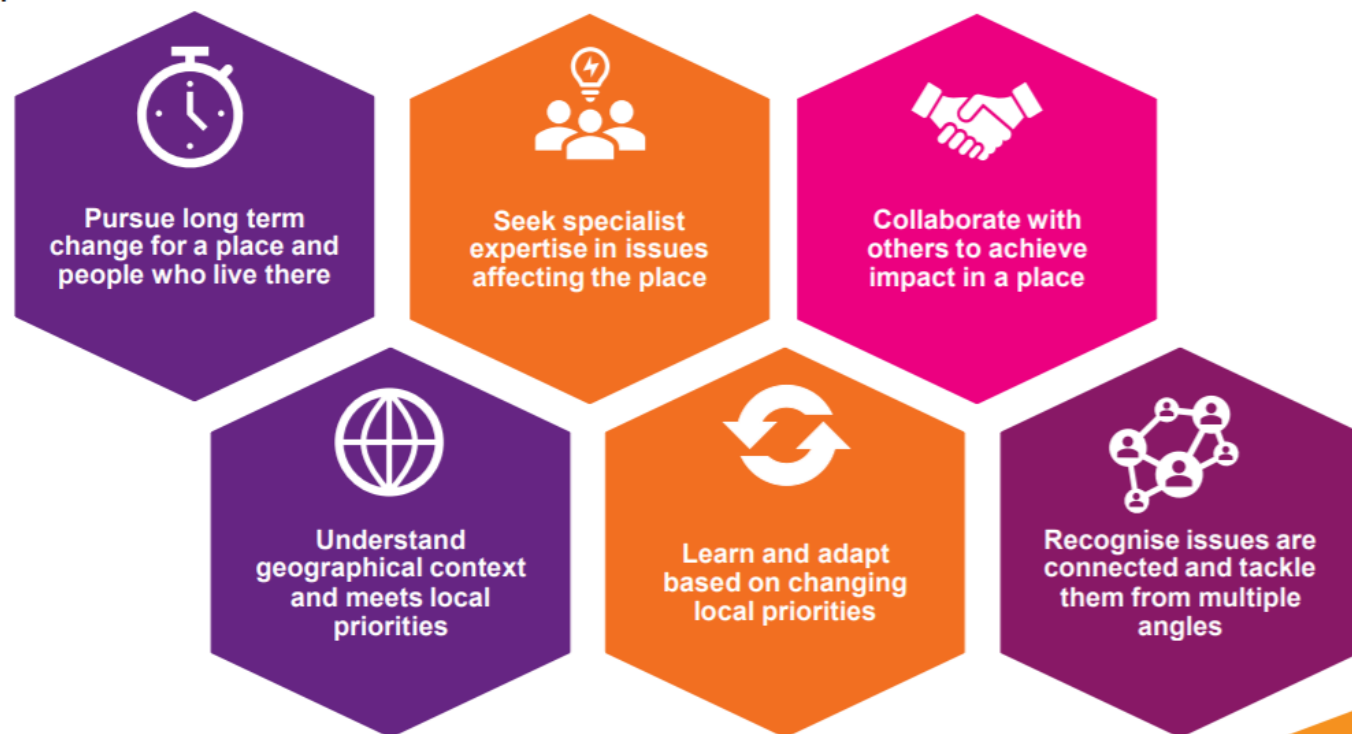 Pursue long term
change for a place and
people who live there
Seek specialist
expertise in issues
affecting the place
Collaborate with
others to achieve
impact in a place
Understand
geographical context
and meets local
priorities
Learn and adapt
based on changing
local priorities
Recognise issues are
connected and tackle
them from multiple
angles